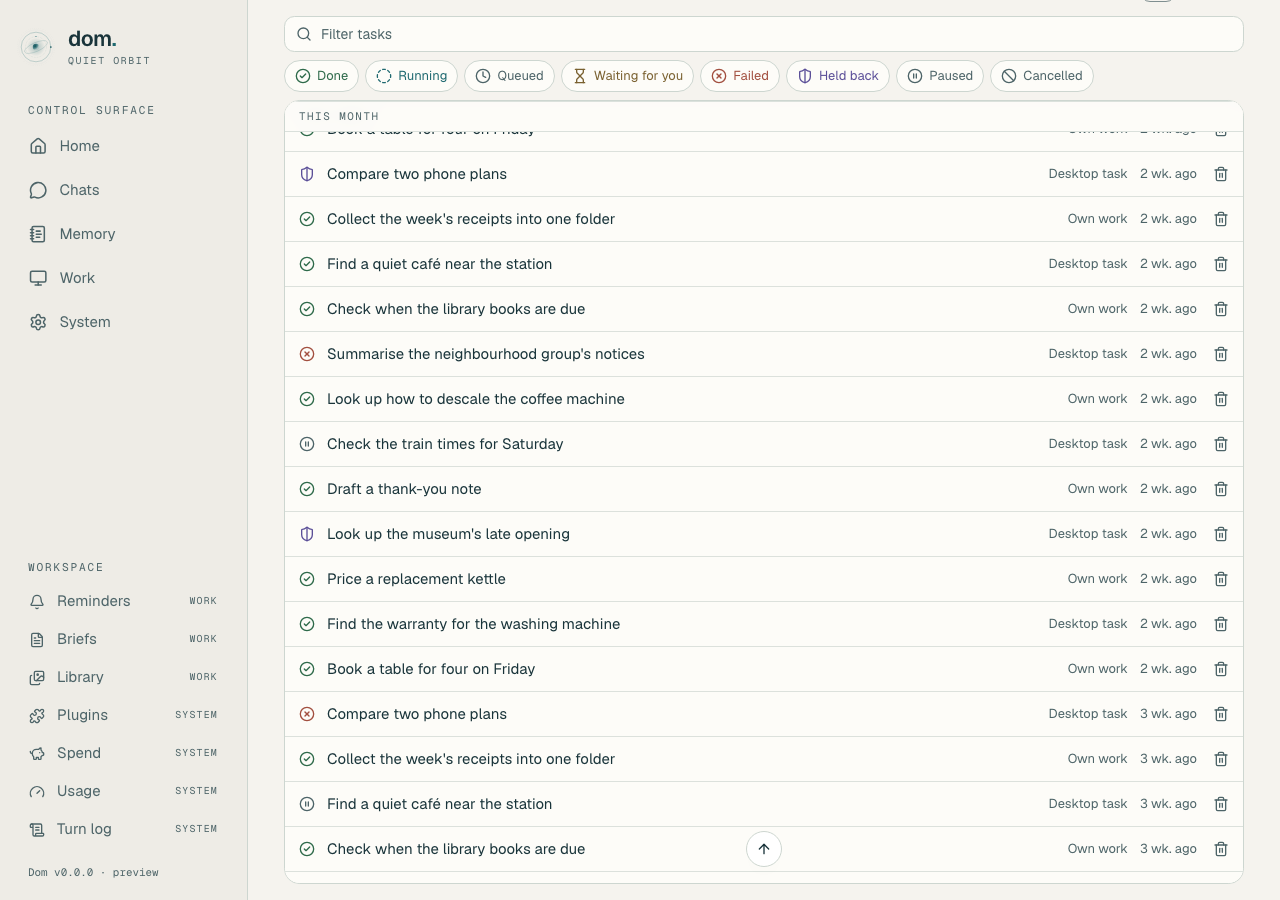 dom.
QUIET ORBIT
CONTROL SURFACE
Home
Chats
Memory
Work
System
WORKSPACE
Reminders WORK
Briefs WORK
Library WORK
Plugins SYSTEM
Spend SYSTEM
Usage SYSTEM
Turn log SYSTEM
Dom v0.0.0 · preview
Filter tasks
Done Running Queued Waiting for you Failed Held back Paused Cancelled
THIS MONTH
Book a table for four on Friday Own work 2 wk. ago
Compare two phone plans Desktop task 2 wk. ago
Collect the week's receipts into one folder Own work 2 wk. ago
Find a quiet café near the station Desktop task 2 wk. ago
Check when the library books are due Own work 2 wk. ago
Summarise the neighbourhood group's notices Desktop task 2 wk. ago
Look up how to descale the coffee machine Own work 2 wk. ago
Check the train times for Saturday Desktop task 2 wk. ago
Draft a thank-you note Own work 2 wk. ago
Look up the museum's late opening Desktop task 2 wk. ago
Price a replacement kettle Own work 2 wk. ago
Find the warranty for the washing machine Desktop task 2 wk. ago
Book a table for four on Friday Own work 2 wk. ago
Compare two phone plans Desktop task 3 wk. ago
Collect the week's receipts into one folder Own work 3 wk. ago
Find a quiet café near the station Desktop task 3 wk. ago
Check when the library books are due Own work 3 wk. ago